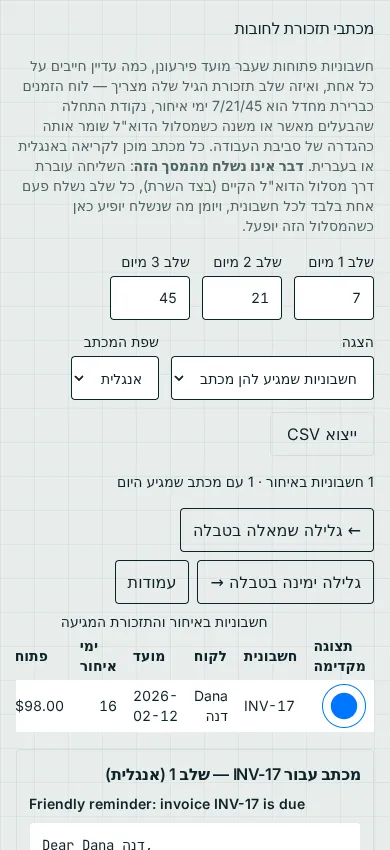 מכתבי תזכורת לחובות
חשבוניות פתוחות שעבר מועד פירעונן, כמה עדיין חייבים על
כל אחת, ואיזה שלב תזכורת הגיל שלה מצריך — לוח הזמנים
כברירת מחדל הוא 7/21/45 ימי איחור, נקודת התחלה
שהבעלים מאשר או משנה כשמסלול הדוא"ל שומר אותה
כהגדרה של סביבת העבודה. כל מכתב מוכן לקריאה באנגלית
או בעברית. דבר אינו נשלח מהמסך הזה: השליחה עוברת
דרך מסלול הדוא"ל הקיים (בצד השרת), כל שלב נשלח פעם
אחת בלבד לכל חשבונית, ויומן מה שנשלח יופיע כאן
כשהמסלול הזה יופעל.
שלב 1 מיום שלב 2 מיום שלב 3 מיום
7 21 45
הצגה שפת המכתב
חשבוניות שמגיע להן מכתב אנגלית
ייצוא CSV
1 חשבוניות באיחור · 1 עם מכתב שמגיע היום
← גלילה שמאלה בטבלה
גלילה ימינה בטבלה → עמודות
חשבוניות באיחור והתזכורת המגיעה
תצוגה מקדימה חשבונית לקוח מועד ימי איחור פתוח
INV-17 Dana דנה 2026-02-12 16 $98.00
מכתב עבור INV-17 — שלב 1 (אנגלית)
Friendly reminder: invoice INV-17 is due
Dear Dana דנה,